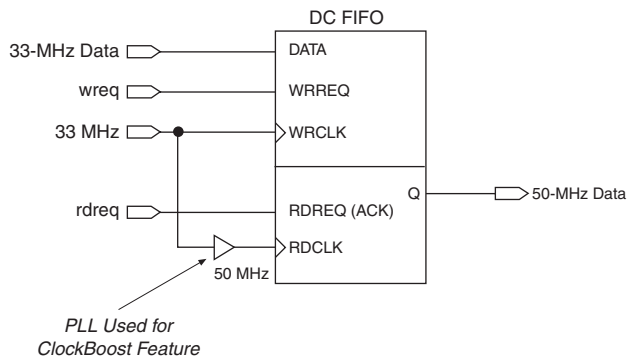 DC FIFO
33-MHz Data
DATA
wreq
WRREQ
33 MHz
WRCLK
Q
50-MHz Data
rdreq
RDREQ (ACK)
RDCLK
50 MHz
PLL Used for
ClockBoost Feature